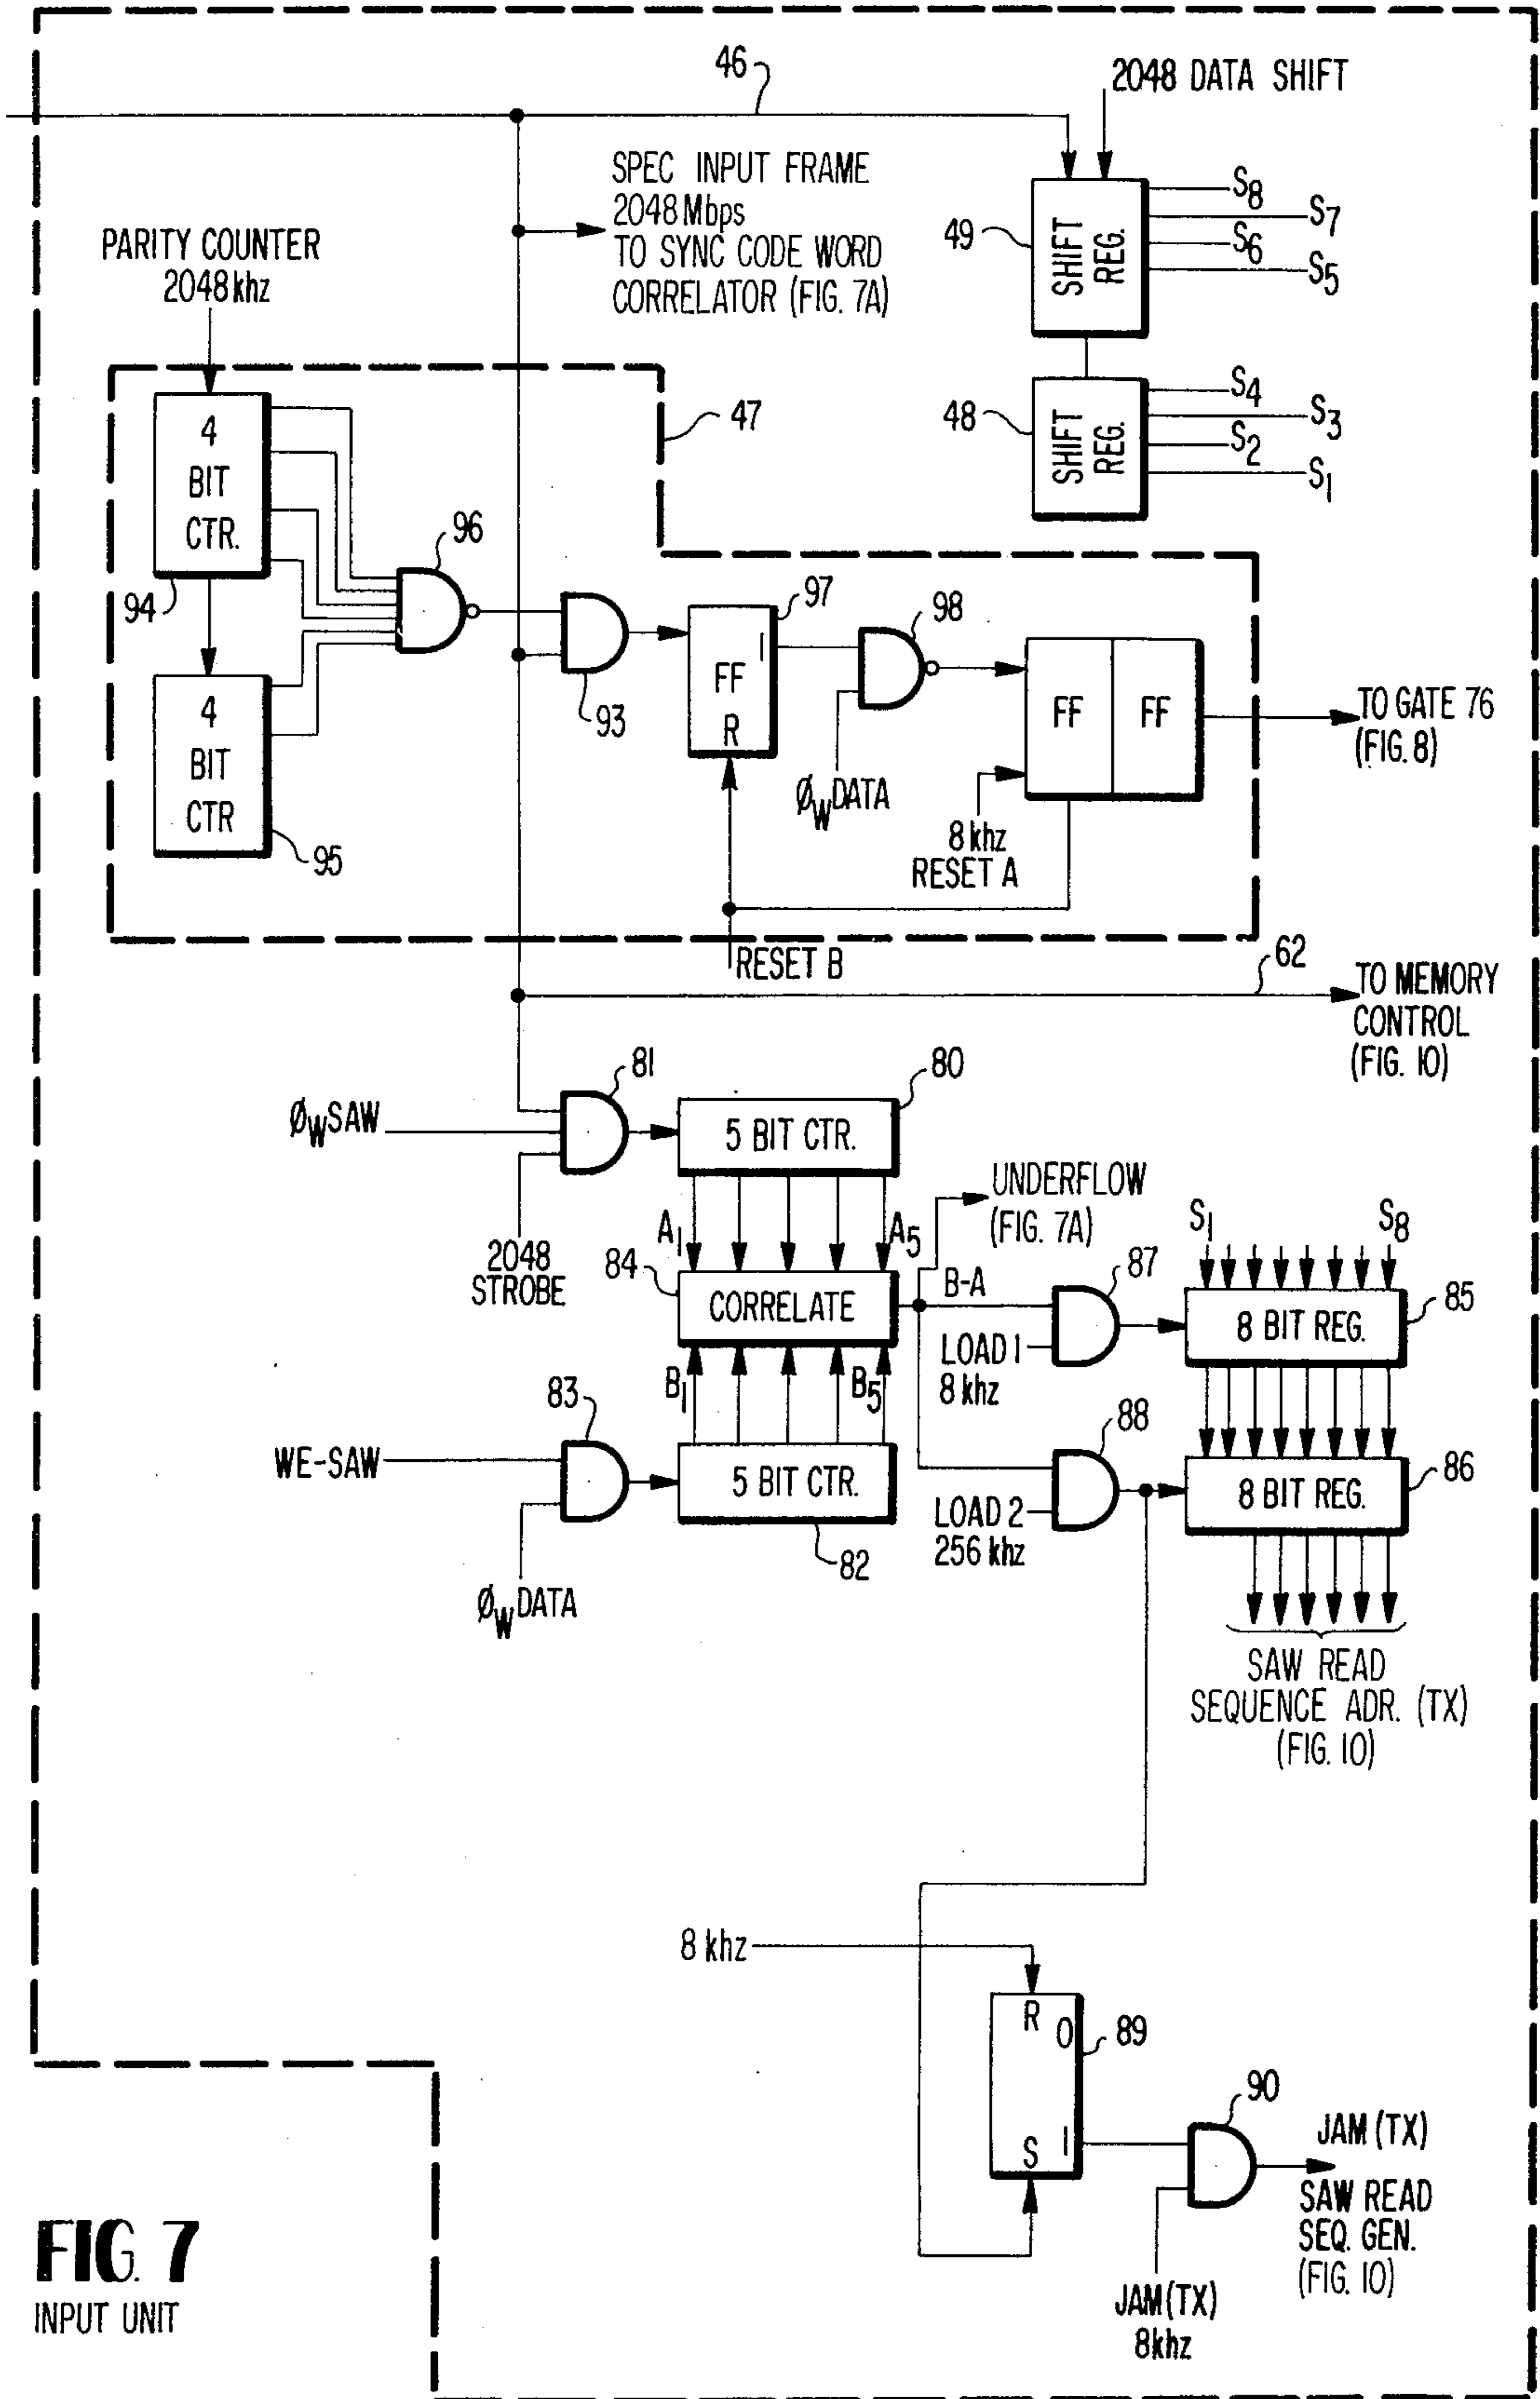 46
2048 DATA SHIFT
SPEC INPUT FRAME
2048 Mbps
TO SYNC CODE WORD
CORRELATOR (FIG. 7A)
49
SHIFT
REG.
S8
S7
S6
S5
PARITY COUNTER
2048 khz
48
SHIFT
REG.
S4
S3
S2
S1
47
4
BIT
CTR.
94
96
4
BIT
CTR
95
93
97
1
FF
R
98
ØW DATA
FF
FF
8 khz
RESET A
TO GATE 76
(FIG. 8)
RESET B
62
TO MEMORY
CONTROL
(FIG. 10)
81
80
ØW SAW
5 BIT CTR.
2048
STROBE
A1
A5
UNDERFLOW
(FIG. 7A)
84
CORRELATE
B-A
87
LOAD 1
8 khz
S1
S8
8 BIT REG.
85
B1
B5
83
WE-SAW
5 BIT CTR.
82
ØW DATA
88
LOAD 2
256 khz
8 BIT REG.
86
SAW READ
SEQUENCE ADR. (TX)
(FIG. 10)
8 khz
R
0
89
S
1
90
JAM (TX)
SAW READ
SEQ. GEN.
(FIG. 10)
JAM (TX)
8khz
FIG. 7
INPUT UNIT